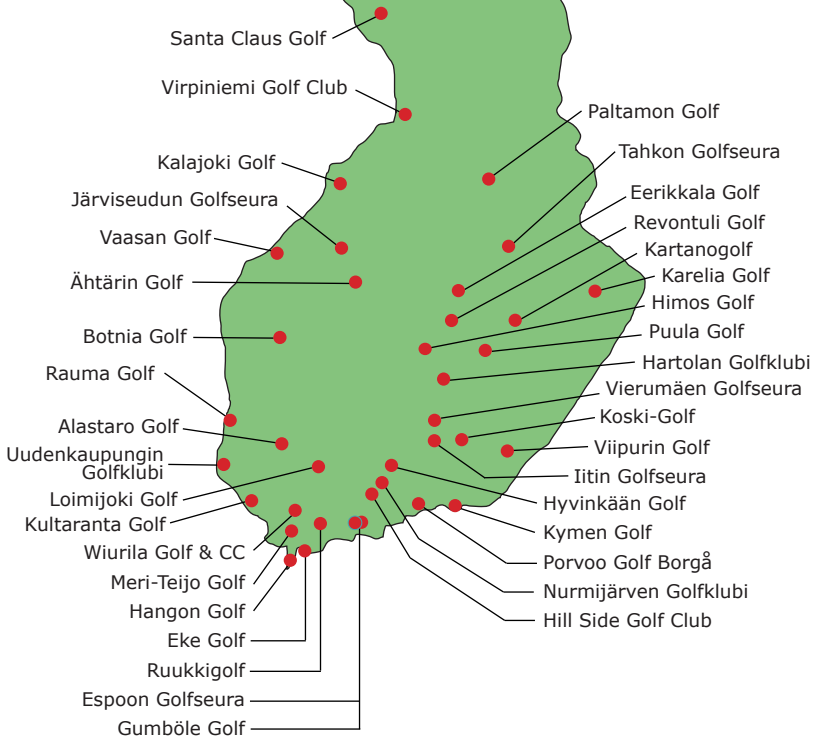 Santa Claus Golf
Virpiniemi Golf Club
Kalajoki Golf
Järviseudun Golfseura
Vaasan Golf
Ähtärin Golf
Botnia Golf
Rauma Golf
Alastaro Golf
Uudenkaupungin
Golfklubi
Loimijoki Golf
Kultaranta Golf
Wiurila Golf & CC
Meri-Teijo Golf
Hangon Golf
Eke Golf
Ruukkigolf
Espoon Golfseura
Gumböle Golf
Paltamon Golf
Tahkon Golfseura
Eerikkala Golf
Revontuli Golf
Kartanogolf
Karelia Golf
Himos Golf
Puula Golf
Hartolan Golfklubi
Vierumäen Golfseura
Koski-Golf
Viipurin Golf
Iitin Golfseura
Hyvinkään Golf
Kymen Golf
Porvoo Golf Borgå
Nurmijärven Golfklubi
Hill Side Golf Club